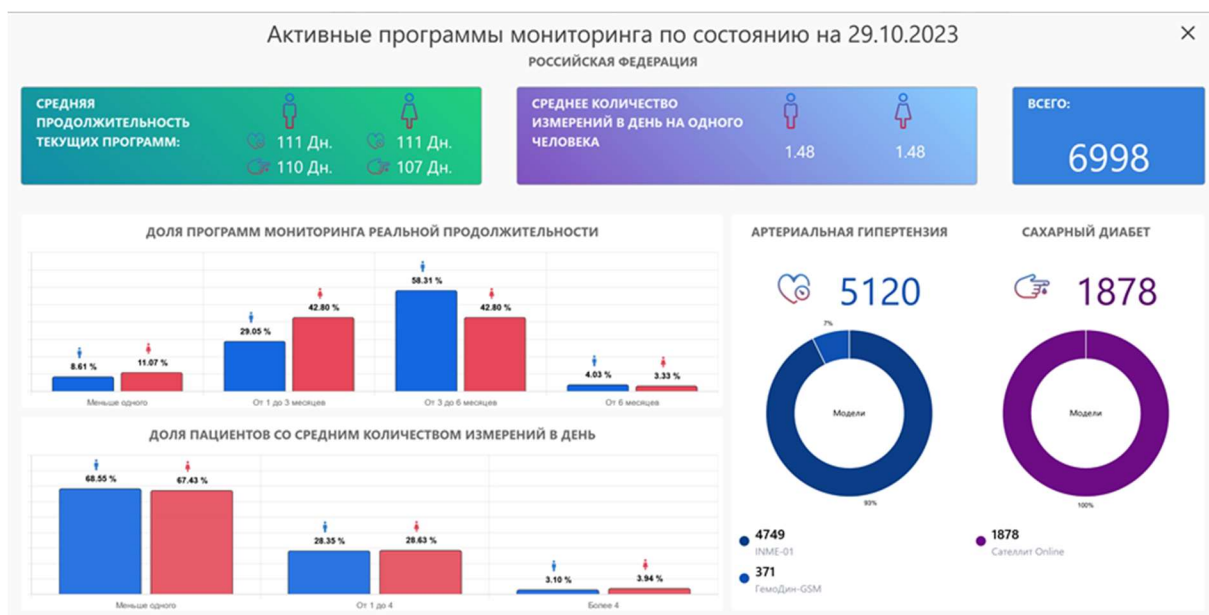 Активные программы мониторинга по состоянию на 29.10.2023
РОССИЙСКАЯ ФЕДЕРАЦИЯ
СРЕДНЯЯ
ПРОДОЛЖИТЕЛЬНОСТЬ
ТЕКУЩИХ ПРОГРАММ:
111 Дн. 111 Дн.
110 Дн. 107 Дн.
СРЕДНЕЕ КОЛИЧЕСТВО
ИЗМЕРЕНИЙ В ДЕНЬ НА ОДНОГО
ЧЕЛОВЕКА
1.48 1.48
ВСЕГО:
6998
ДОЛЯ ПРОГРАММ МОНИТОРИНГА РЕАЛЬНОЙ ПРОДОЛЖИТЕЛЬНОСТИ
8.61 % 11.07 % 29.05 % 42.80 % 58.31 % 42.80 % 4.03 % 3.33 %
Меньше одного От 1 до 3 месяцев От 3 до 6 месяцев От 6 месяцев
ДОЛЯ ПАЦИЕНТОВ СО СРЕДНИМ КОЛИЧЕСТВОМ ИЗМЕРЕНИЙ В ДЕНЬ
68.55 % 67.43 % 28.35 % 28.63 % 3.10 % 3.94 %
Меньше одного От 1 до 4 Более 4
АРТЕРИАЛЬНАЯ ГИПЕРТЕНЗИЯ
5120
7%
Модели
93%
4749
INME-01
371
ГемоДин-GSM
САХАРНЫЙ ДИАБЕТ
1878
Модели
100%
1878
Сателлит Online